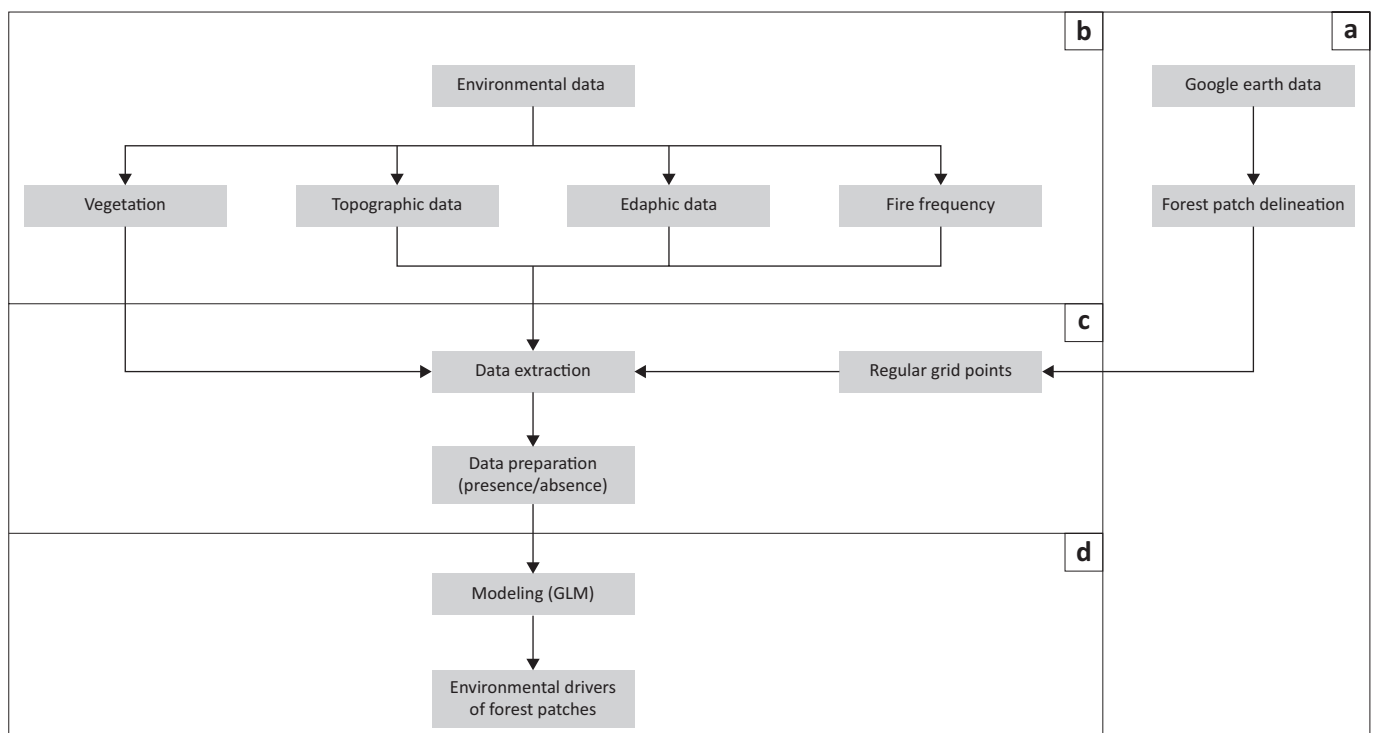 b
a
Environmental data
Google earth data
Vegetation
Topographic data
Edaphic data
Fire frequency
Forest patch delineation
c
Data extraction
Regular grid points
Data preparation
(presence/absence)
d
Modeling (GLM)
Environmental drivers
of forest patches